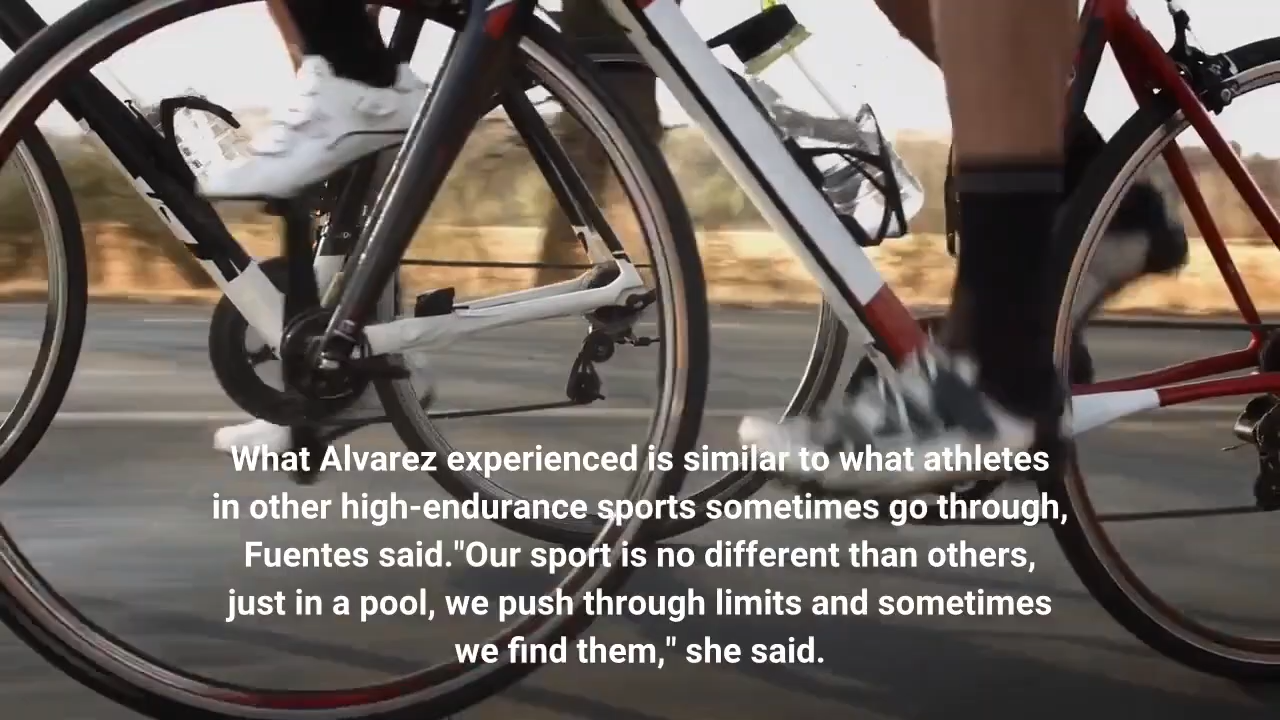 What Alvarez experienced is similar to what athletes
in other high-endurance sports sometimes go through,
Fuentes said."Our sport is no different than others,
just in a pool, we push through limits and sometimes
we find them," she said.